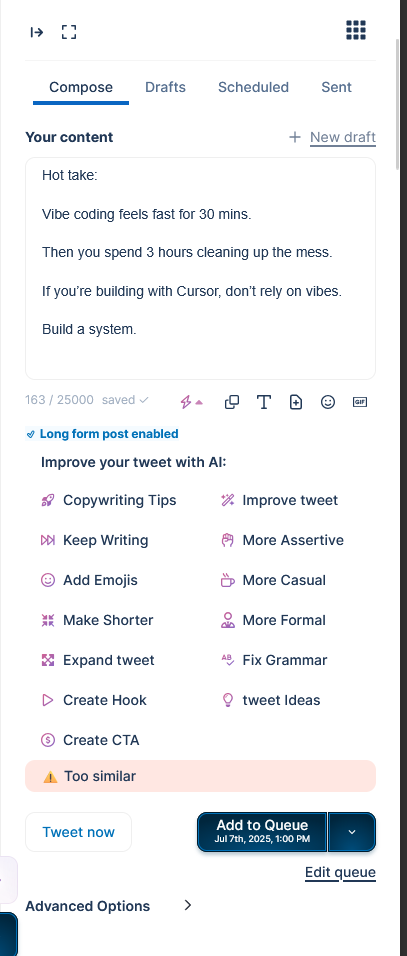 Compose Drafts Scheduled Sent
Your content + New draft
Hot take:
Vibe coding feels fast for 30 mins.
Then you spend 3 hours cleaning up the mess.
If you’re building with Cursor, don’t rely on vibes.
Build a system.
163 / 25000 saved ✓ GIF
Long form post enabled
Improve your tweet with AI:
Copywriting Tips Improve tweet
Keep Writing More Assertive
Add Emojis More Casual
Make Shorter More Formal
Expand tweet Fix Grammar
Create Hook tweet Ideas
Create CTA
⚠️ Too similar
Tweet now Add to Queue
Jul 7th, 2025, 1:00 PM
Edit queue
Advanced Options